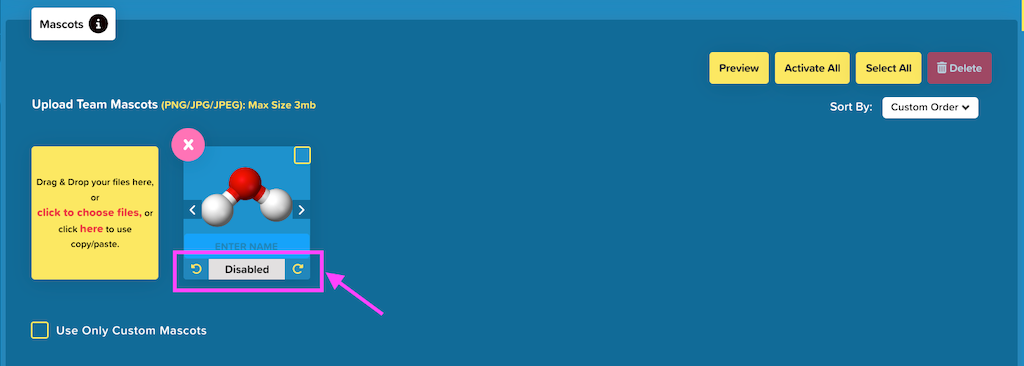 Mascots
Preview
Activate All
Select All
Delete
Upload Team Mascots (PNG/JPG/JPEG): Max Size 3mb
Sort By:
Custom Order
Drag & Drop your files here,
or
click to choose files, or
click here to use
copy/paste.
ENTER NAME
Disabled
Use Only Custom Mascots